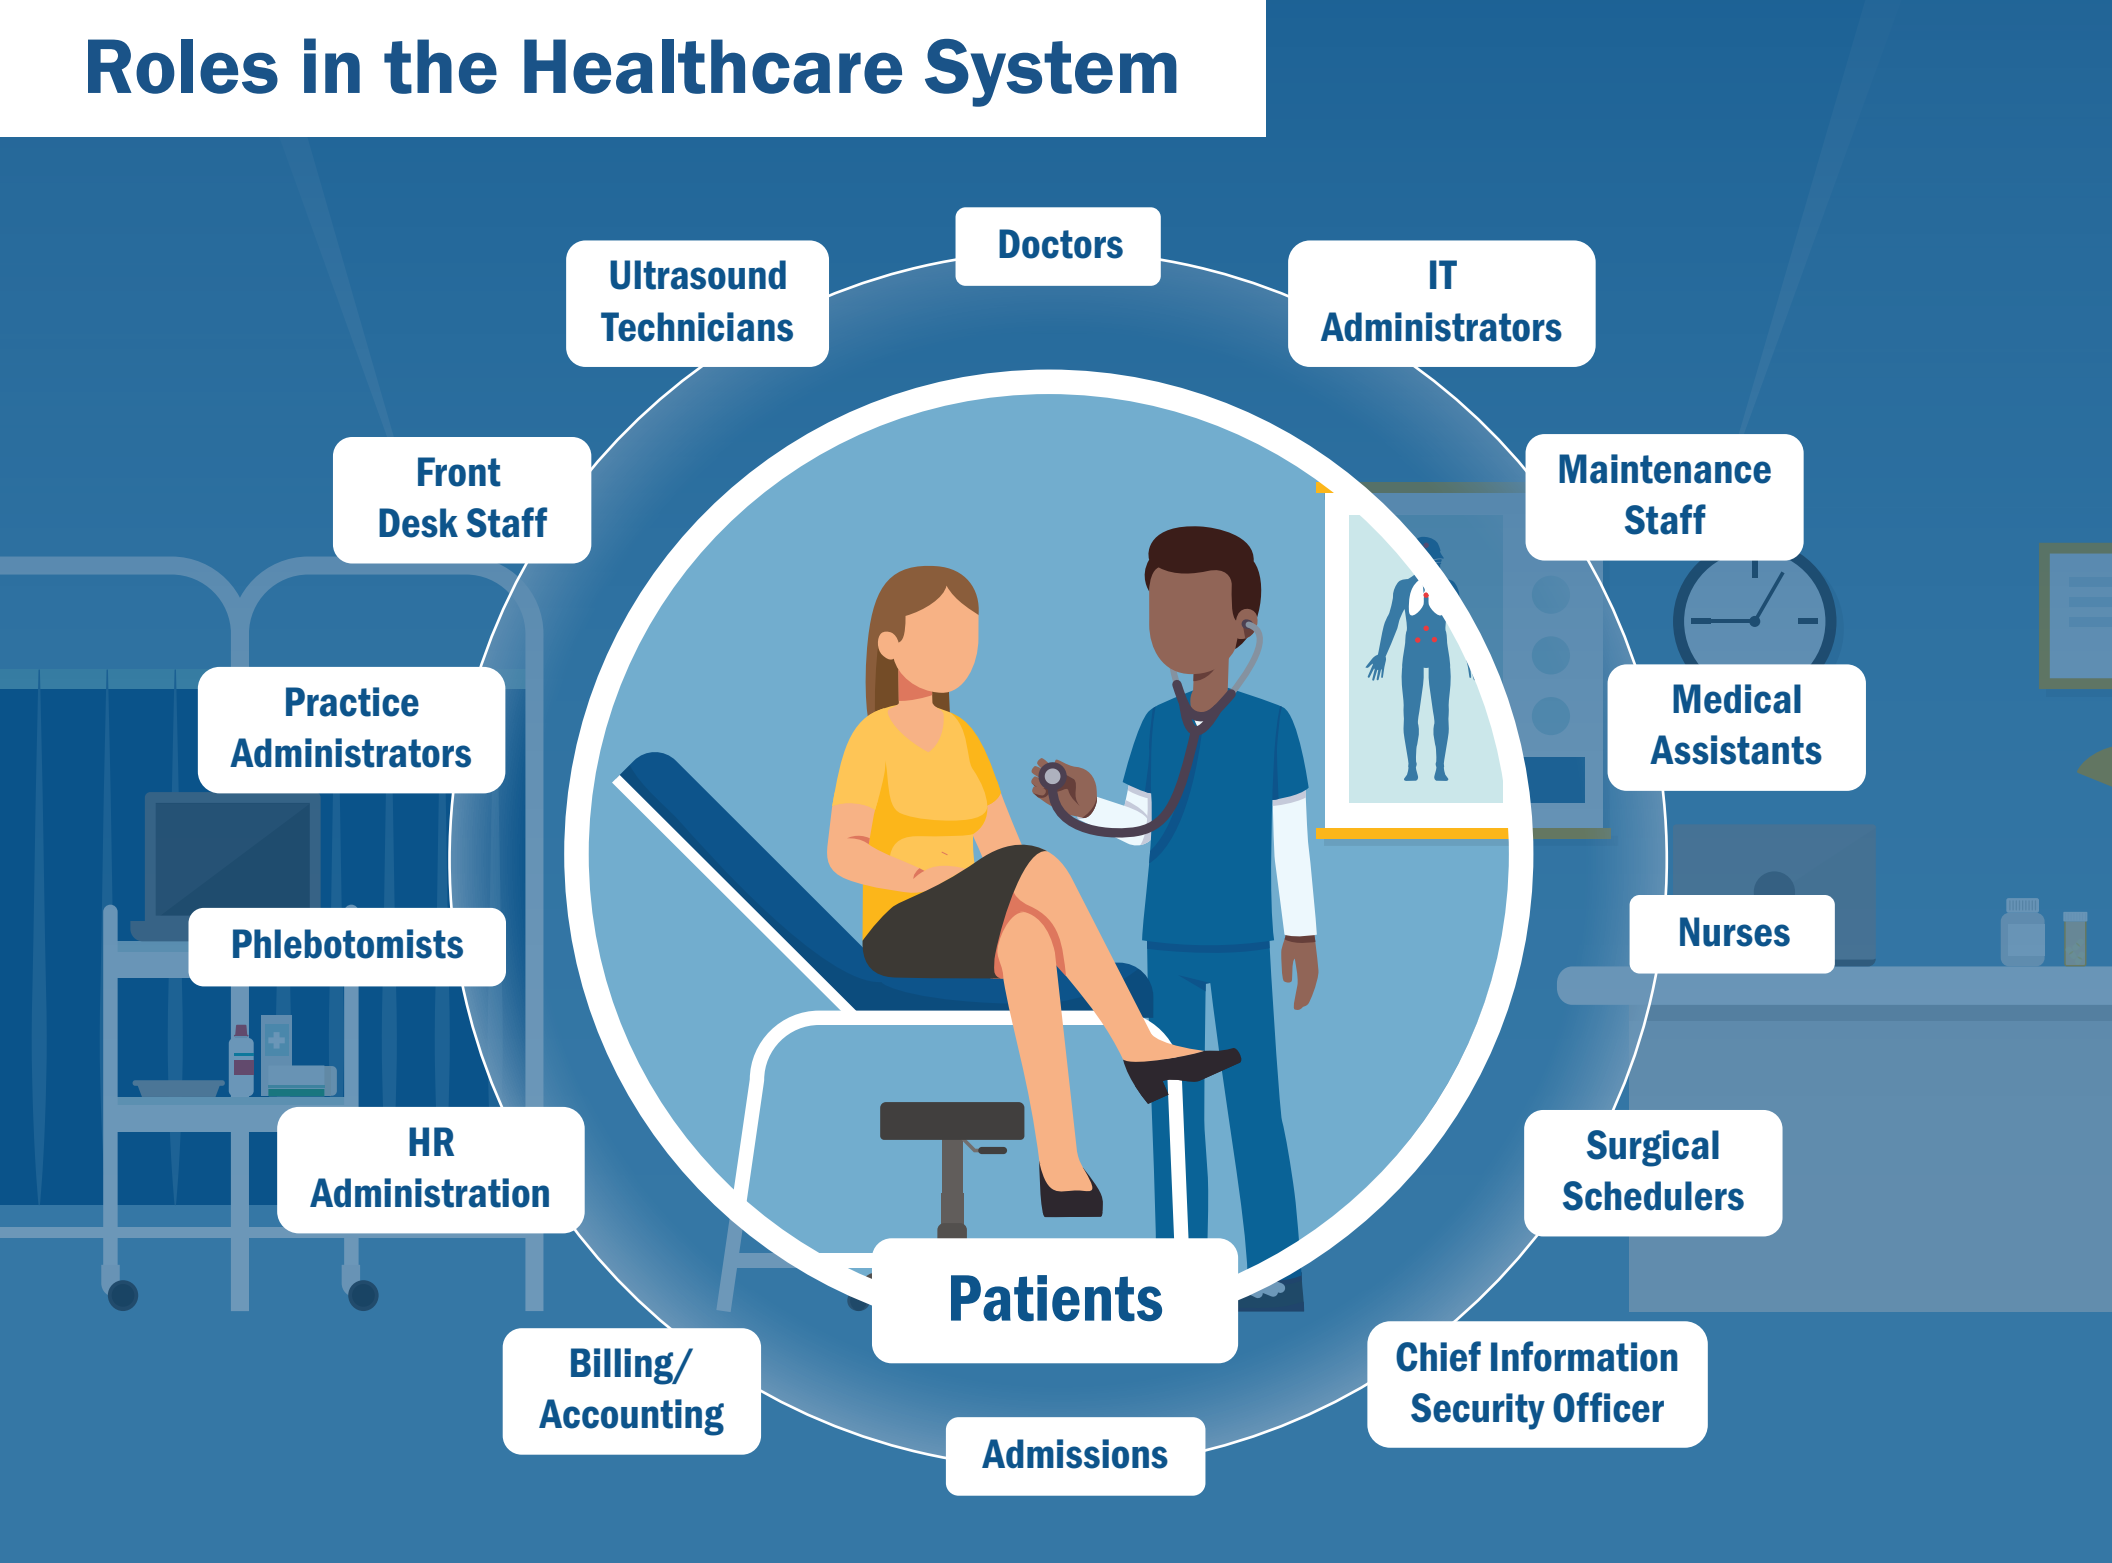 Roles in the Healthcare System
Doctors
IT
Administrators
Maintenance
Staff
Medical
Assistants
Nurses
Surgical
Schedulers
Chief Information
Security Officer
Admissions
Billing/
Accounting
HR
Administration
Phlebotomists
Practice
Administrators
Front
Desk Staff
Ultrasound
Technicians
Patients